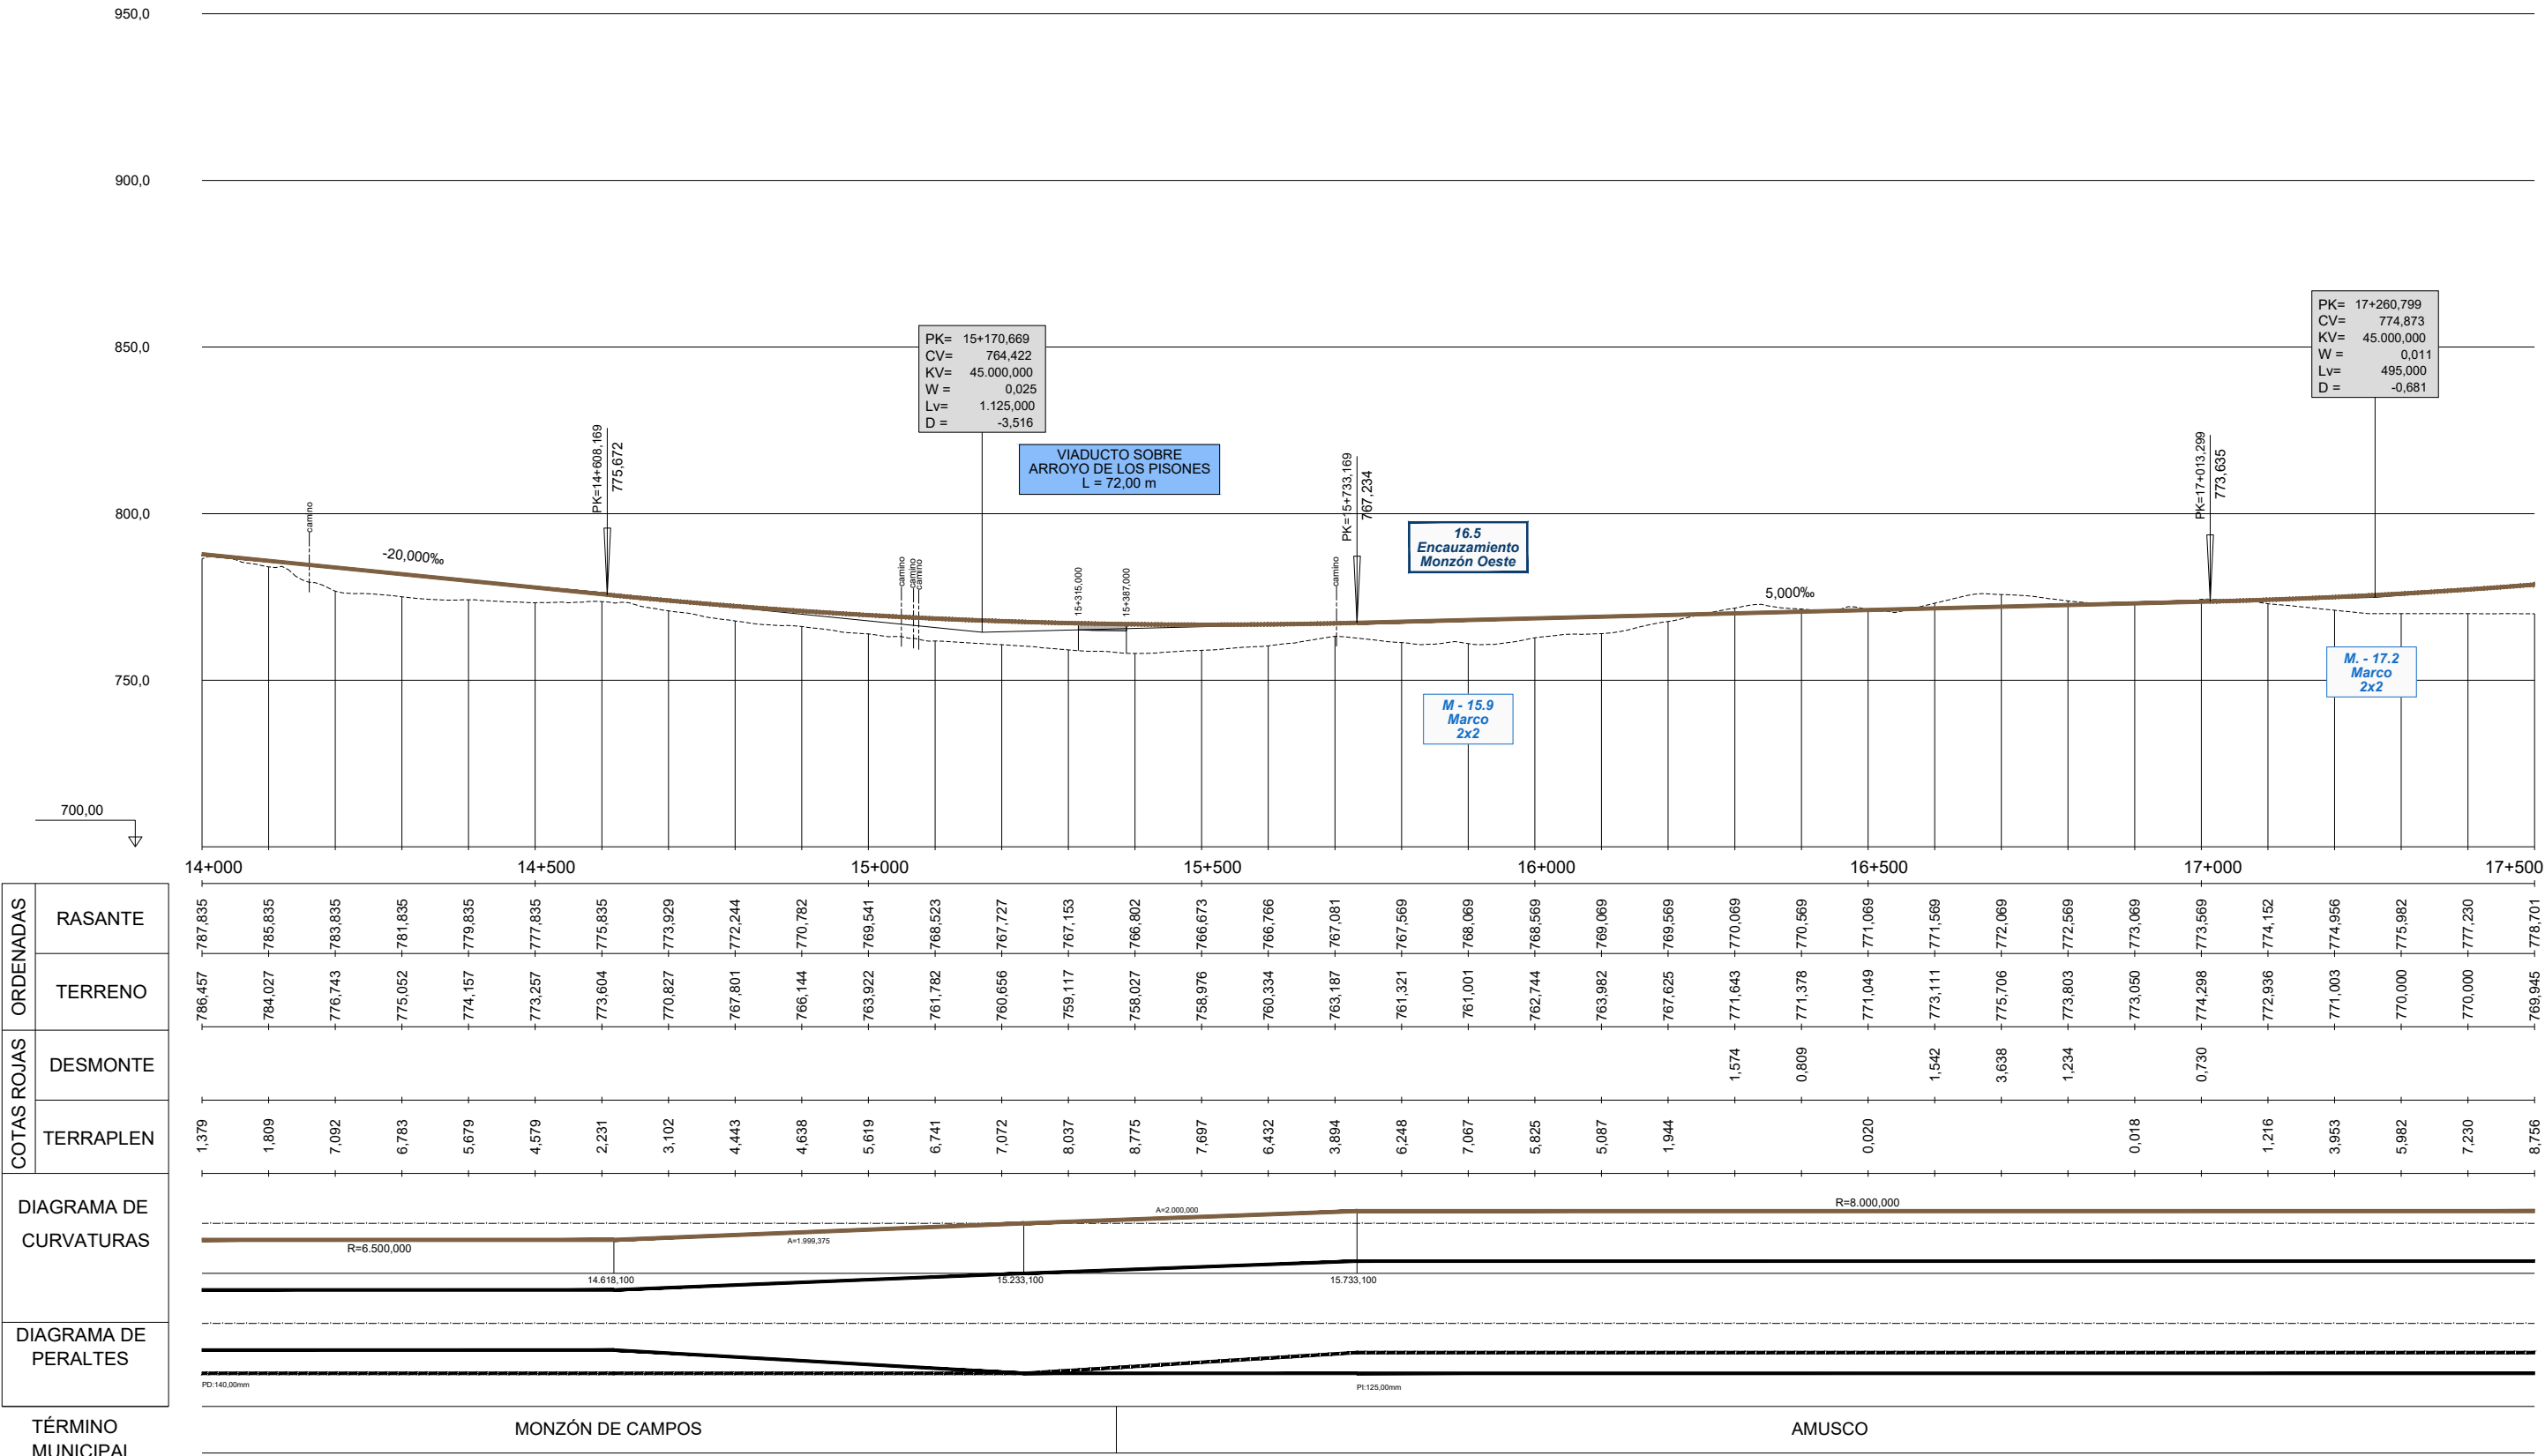 950,0
900,0
850,0
800,0
750,0
700,00
PK= 15+170,669
CV= 764,422
KV= 45.000,000
W = 0,025
Lv= 1.125,000
D = -3,516
PK= 17+260,799
CV= 774,873
KV= 45.000,000
W = 0,011
Lv= 495,000
D = -0,681
VIADUCTO SOBRE
ARROYO DE LOS PISONES
L = 72,00 m
16.5
Encauzamiento
Monzón Oeste
M - 15.9
Marco
2x2
M. - 17.2
Marco
2x2
camino
-20,000‰
PK=14+608,169
775,672
camino
camino
camino
15+315,000
15+387,000
camino
PK=15+733,169
767,234
5,000‰
PK=17+013,299
773,635
14+000 14+500 15+000 15+500 16+000 16+500 17+000 17+500
ORDENADAS
RASANTE
787,835 785,835 783,835 781,835 779,835 777,835 775,835 773,929 772,244 770,782 769,541 768,523 767,727 767,153 766,802 766,673 766,766 767,081 767,569 768,069 768,569 769,069 769,569 770,069 770,569 771,069 771,569 772,069 772,569 773,069 773,569 774,152 774,956 775,982 777,230 778,701
TERRENO
786,457 784,027 776,743 775,052 774,157 773,257 773,604 770,827 767,801 766,144 763,922 761,782 760,656 759,117 758,027 758,976 760,334 763,187 761,321 761,001 762,744 763,982 767,625 771,643 771,378 771,049 773,111 775,706 773,803 773,050 774,298 772,936 771,003 770,000 770,000 769,945
COTAS ROJAS
DESMONTE
1,574 0,809 1,542 3,638 1,234 0,730
TERRAPLEN
1,379 1,809 7,092 6,783 5,679 4,579 2,231 3,102 4,443 4,638 5,619 6,741 7,072 8,037 8,775 7,697 6,432 3,894 6,248 7,067 5,825 5,087 1,944 0,020 0,018 1,216 3,953 5,982 7,230 8,756
DIAGRAMA DE
CURVATURAS
R=6.500,000
A=1.999,375
A=2.000,000
R=8.000,000
14.618,100
15.233,100
15.733,100
DIAGRAMA DE
PERALTES
PD:140,00mm
PI:125,00mm
TÉRMINO
MUNICIPAL
MONZÓN DE CAMPOS
AMUSCO